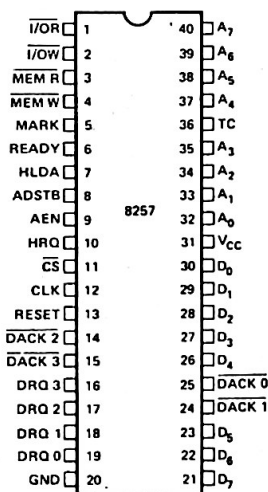 I/OR 1 40 A7
I/OW 2 39 A6
MEM R 3 38 A5
MEM W 4 37 A4
MARK 5 36 TC
READY 6 35 A3
HLDA 7 34 A2
ADSTB 8 33 A1
AEN 9 8257 32 A0
HRQ 10 31 VCC
CS 11 30 D0
CLK 12 29 D1
RESET 13 28 D2
DACK 2 14 27 D3
DACK 3 15 26 D4
DRQ 3 16 25 DACK 0
DRQ 2 17 24 DACK 1
DRQ 1 18 23 D5
DRQ 0 19 22 D6
GND 20 21 D7